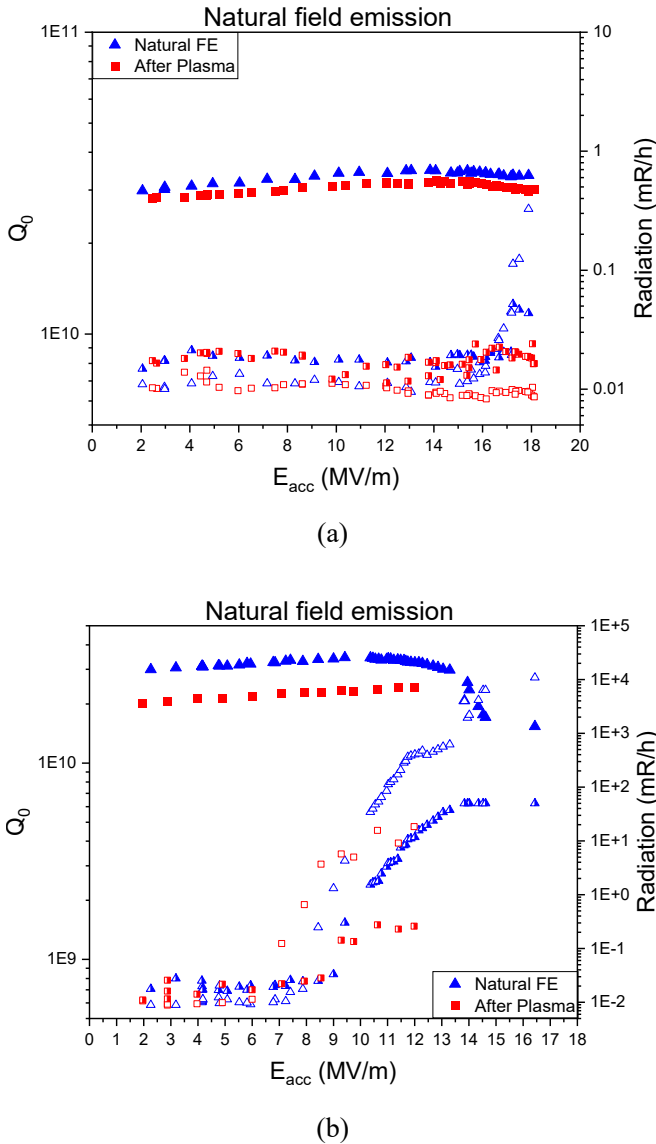 Natural field emission
1E11
10
Natural FE
After Plasma
1
Q0
Radiation (mR/h)
0.1
1E10
0.01
0 2 4 6 8 10 12 14 16 18 20
Eacc (MV/m)
(a)
Natural field emission
1E+5
1E+4
1E+3
1E10
1E+2
Q0
Radiation (mR/h)
1E+1
1E+0
1E9
1E-1
Natural FE
After Plasma
1E-2
0 1 2 3 4 5 6 7 8 9 10 11 12 13 14 15 16 17 18
Eacc (MV/m)
(b)